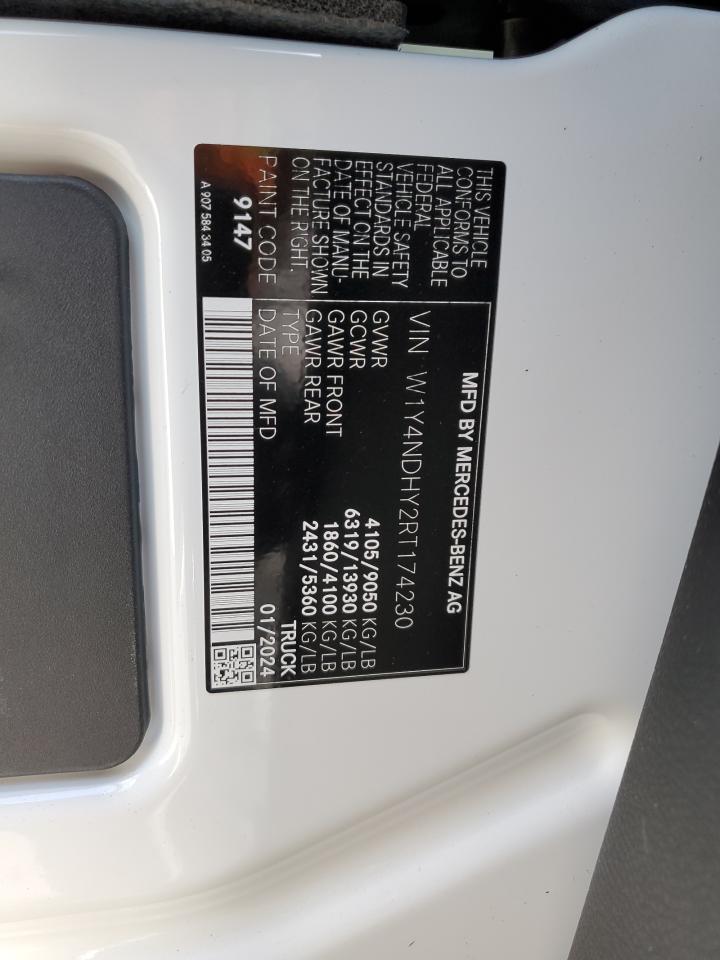 THIS VEHICLE
CONFORMS TO
ALL APPLICABLE
FEDERAL
VEHICLE SAFETY
STANDARDS IN
EFFECT ON THE
DATE OF MANU-
FACTURE SHOWN
ON THE RIGHT.
PAINT CODE
9147
A 907 584 34 05
MFD BY MERCEDES-BENZ AG
VIN W1Y4NDHY2RT174230
GVWR 4105/9050 KG/LB
GCWR 6319/13930 KG/LB
GAWR FRONT 1860/4100 KG/LB
GAWR REAR 2431/5360 KG/LB
TYPE TRUCK
DATE OF MFD 01/2024